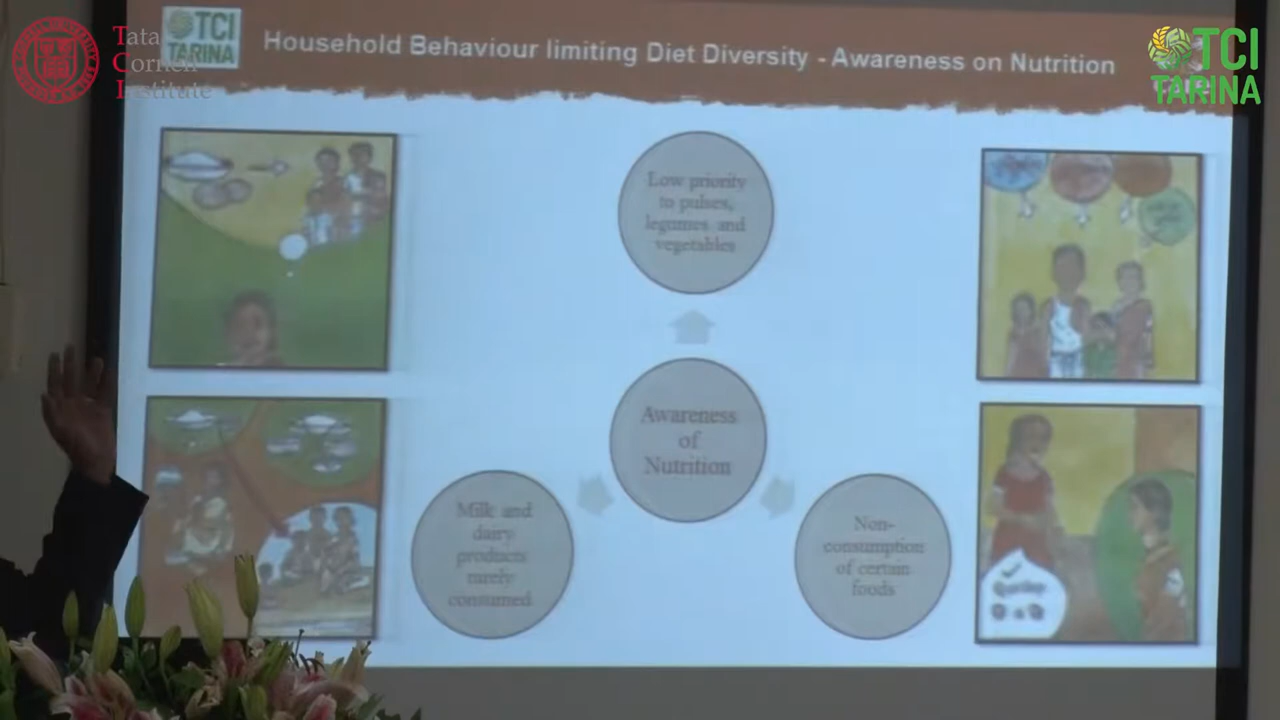 Tata
Cornell
Institute
TCI
TARINA
Household Behaviour limiting Diet Diversity - Awareness on Nutrition
TCI
TARINA
Low priority
to pulses,
legumes and
vegetables
Awareness
of
Nutrition
Milk and
dairy
products
rarely
consumed
Non-
consumption
of certain
foods